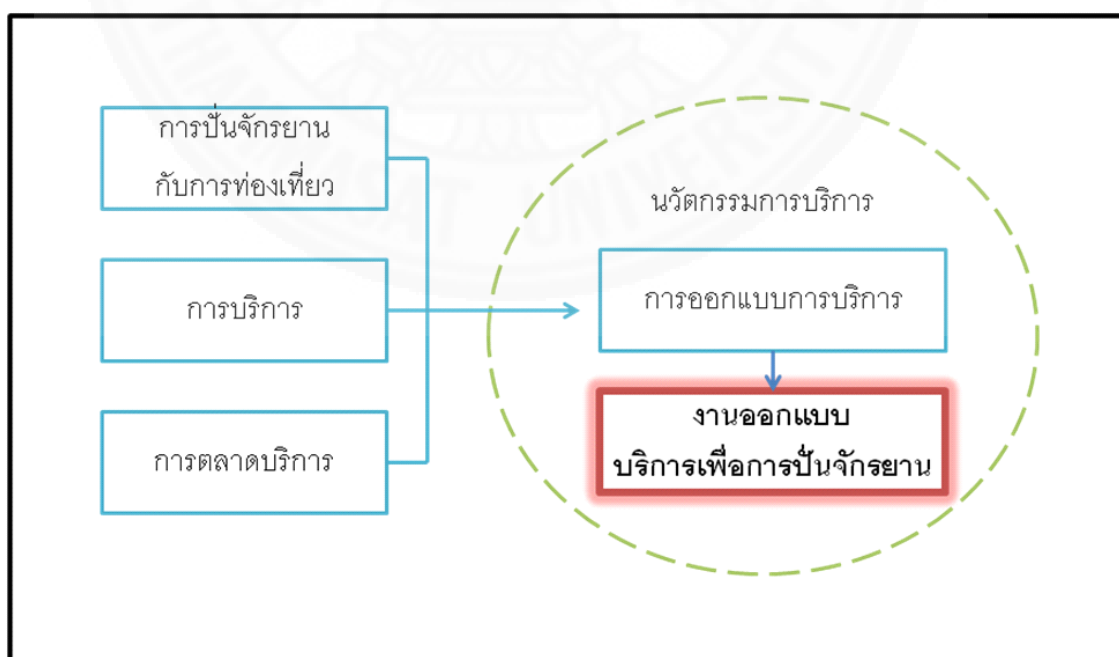 การปั่นจักรยาน
กับการท่องเที่ยว
การบริการ
การตลาดบริการ
นวัตกรรมการบริการ
การออกแบบการบริการ
งานออกแบบ
บริการเพื่อการปั่นจักรยาน
THAMMASAT UNIVERSITY